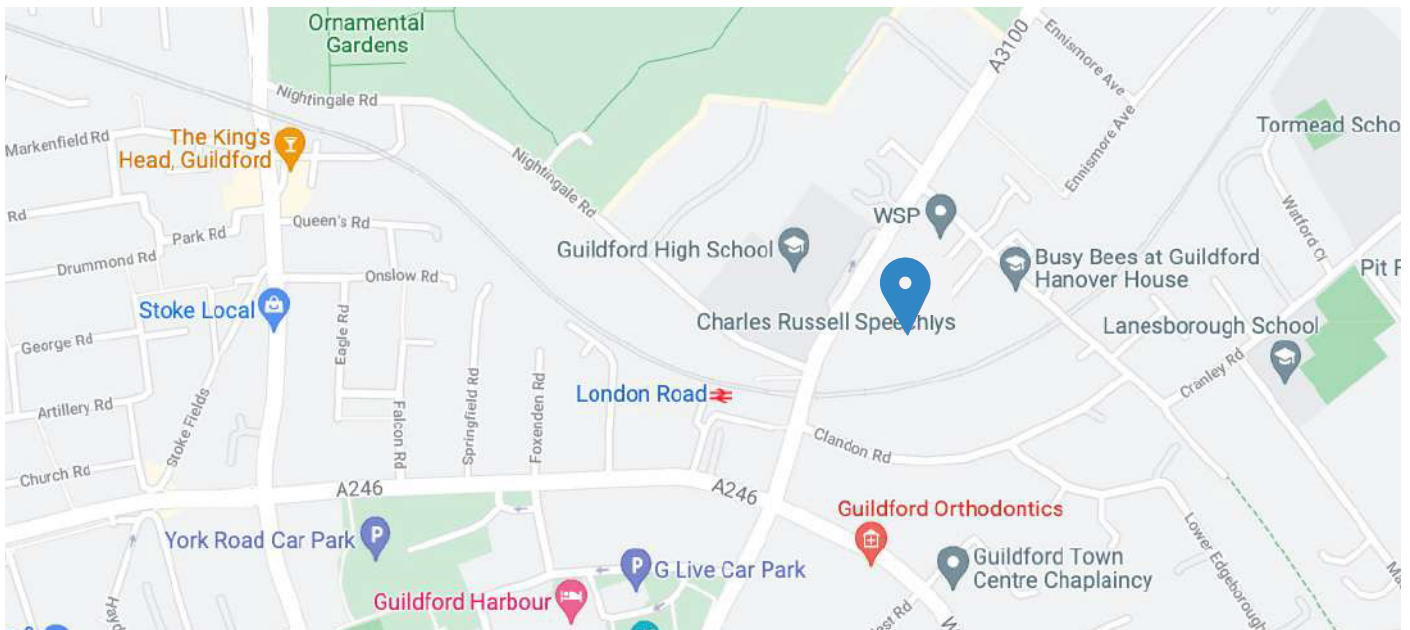 Ornamental
Gardens
A3100
Ennismore Ave
Nightingale Rd
Markenfield Rd
The King's
Head, Guildford
Tormead Scho
Ennismore Ave
Nightingale Rd
Rd
Park Rd
Queen's Rd
WSP
Watford Cl
Drummond Rd
Guildford High School
Busy Bees at Guildford
Hanover House
Pit F
Onslow Rd
Stoke Local
Charles Russell Speechlys
Lanesborough School
George Rd
Eagle Rd
Cranley Rd
London Road
Artillery Rd
Stoke Fields
Falcon Rd
Springfield Rd
Foxenden Rd
Clandon Rd
Church Rd
A246
A246
Guildford Orthodontics
York Road Car Park
P
Lower Edgeborough
P
G Live Car Park
Guildford Town
Centre Chaplaincy
Guildford Harbour
Hayd
est Rd
Ma